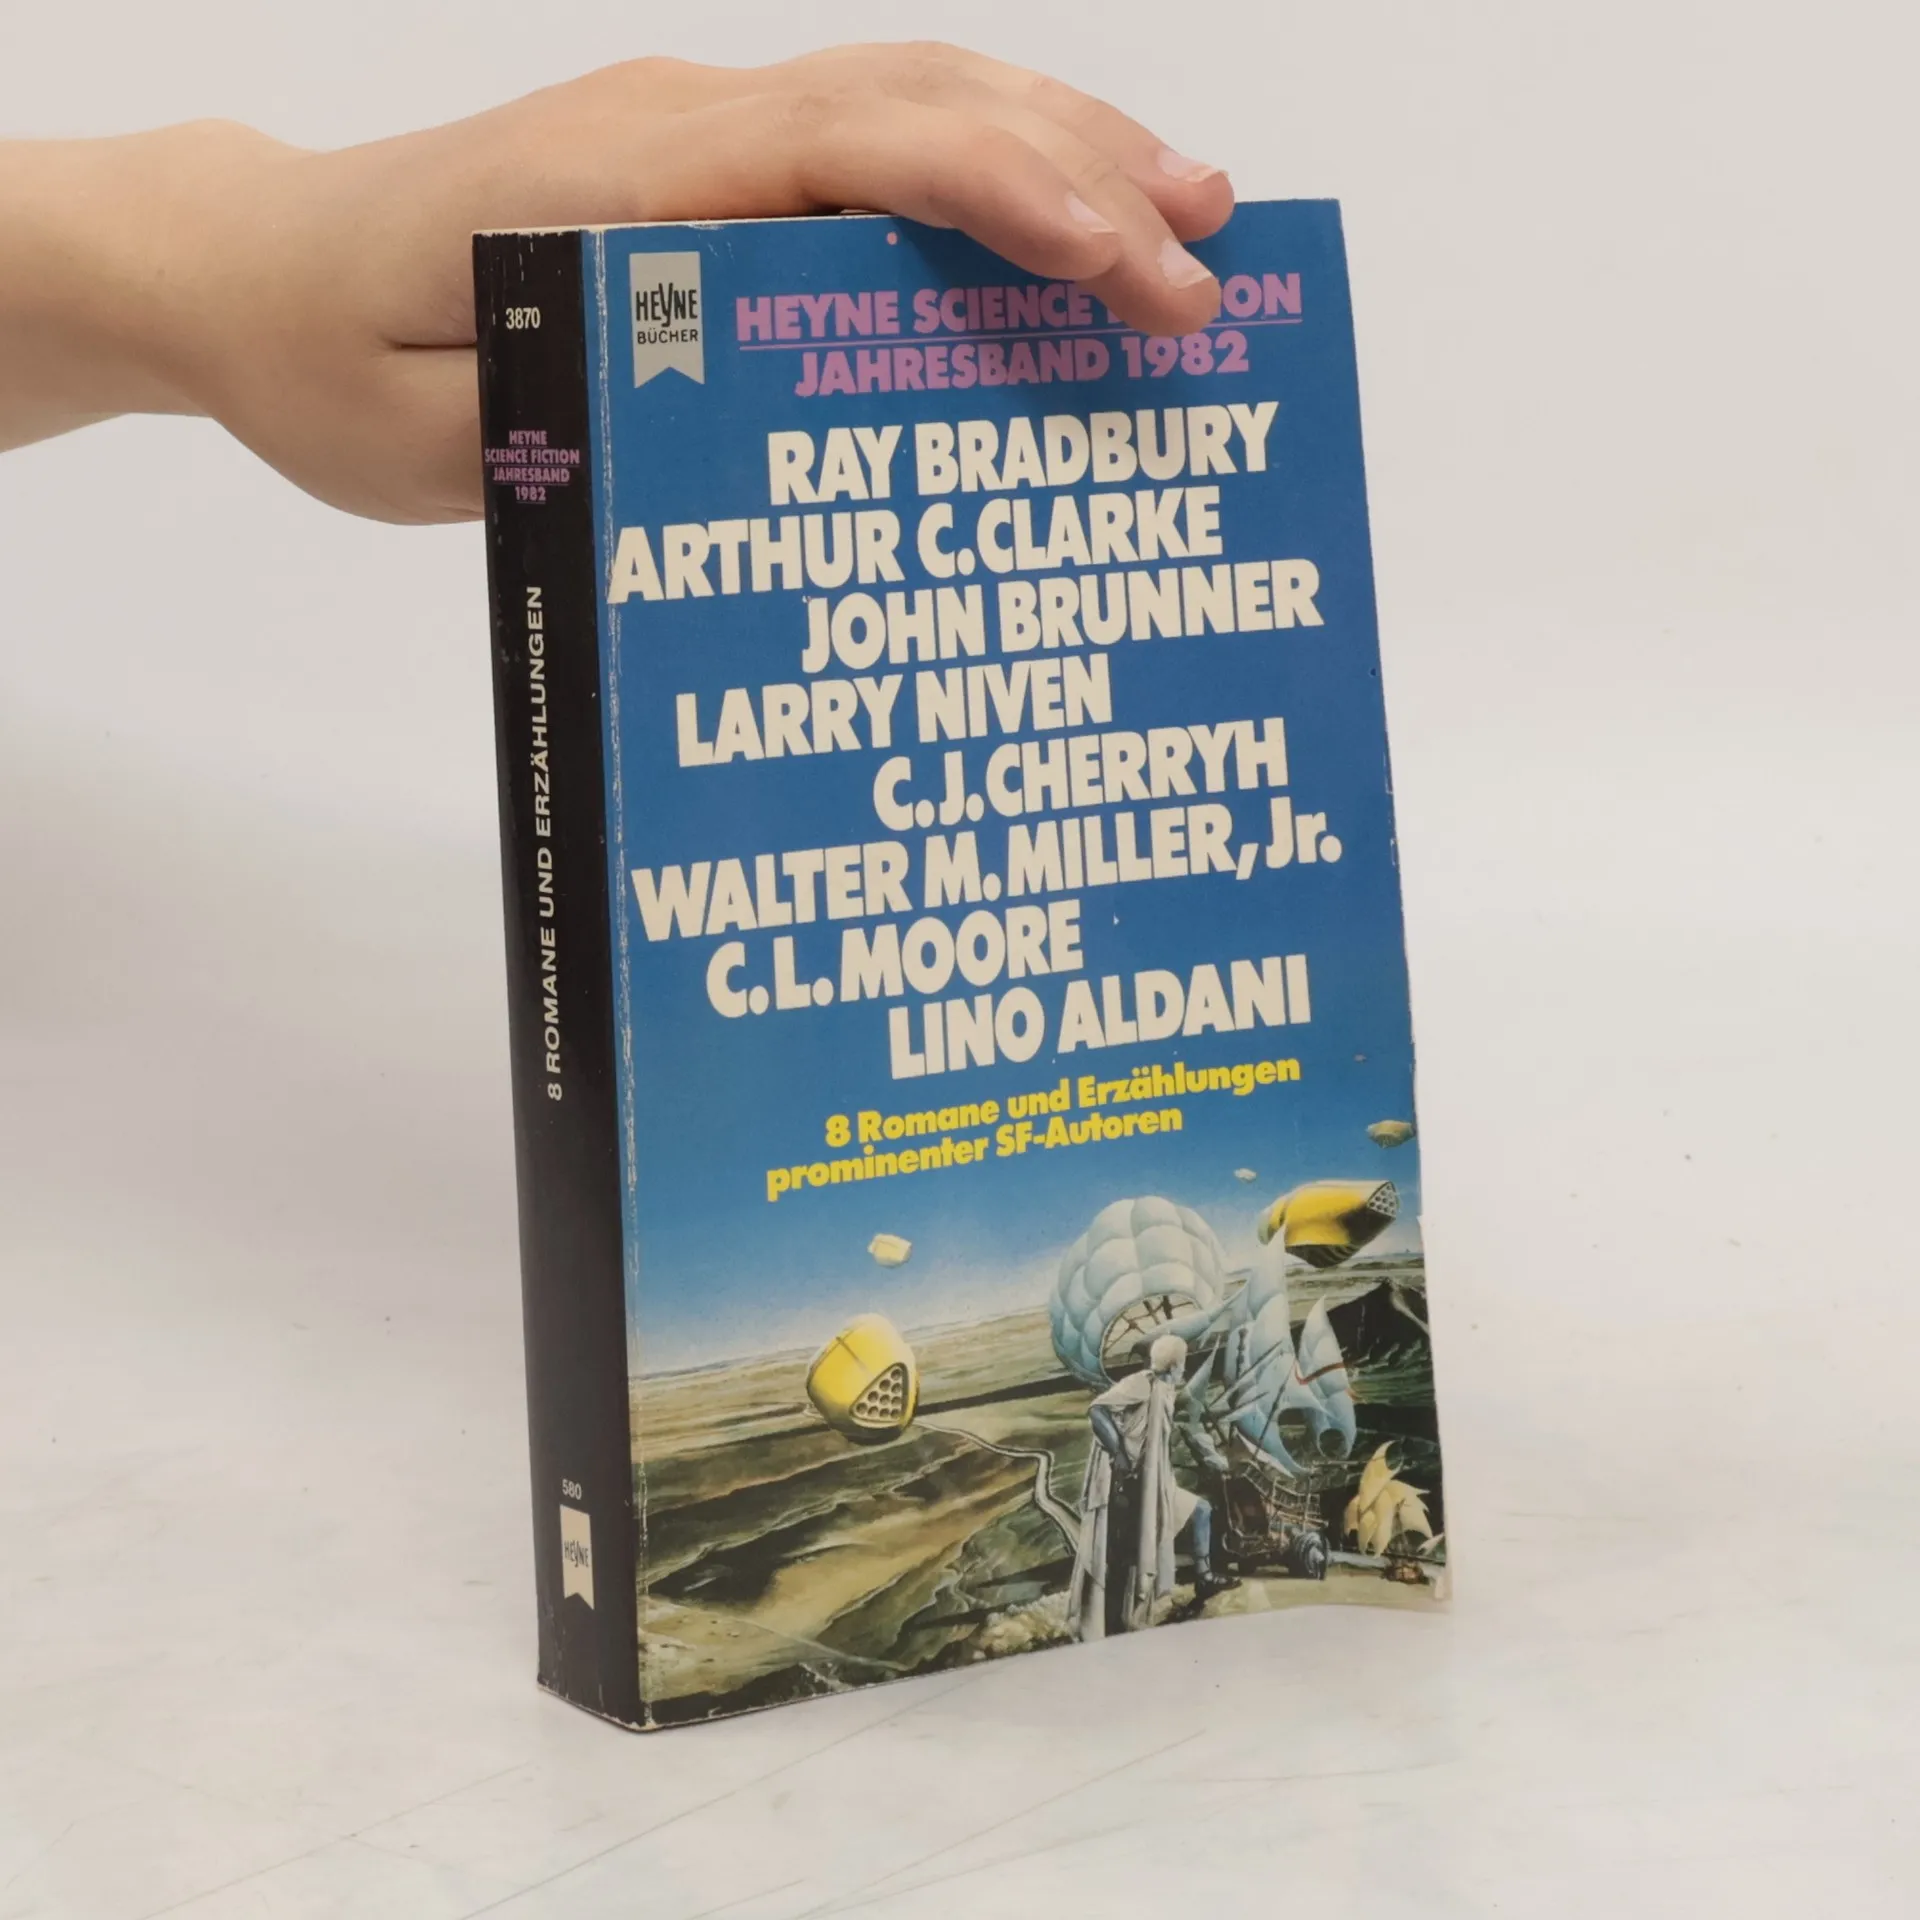 3870
HEYNE
SCIENCE FICTION
JAHRESBAND
1982
8 ROMANE UND ERZÄHLUNGEN
580
HEYNE
HEYNE
BÜCHER
HEYNE SCIENCE
JAHRESBAND 1982
RAY BRADBURY
ARTHUR C. CLARKE
JOHN BRUNNER
LARRY NIVEN
C.J. CHERRYH
WALTER M. MILLER, Jr.
C.L. MOORE
LINO ALDANI
8 Romane und Erzählungen
prominenter SF-Autoren